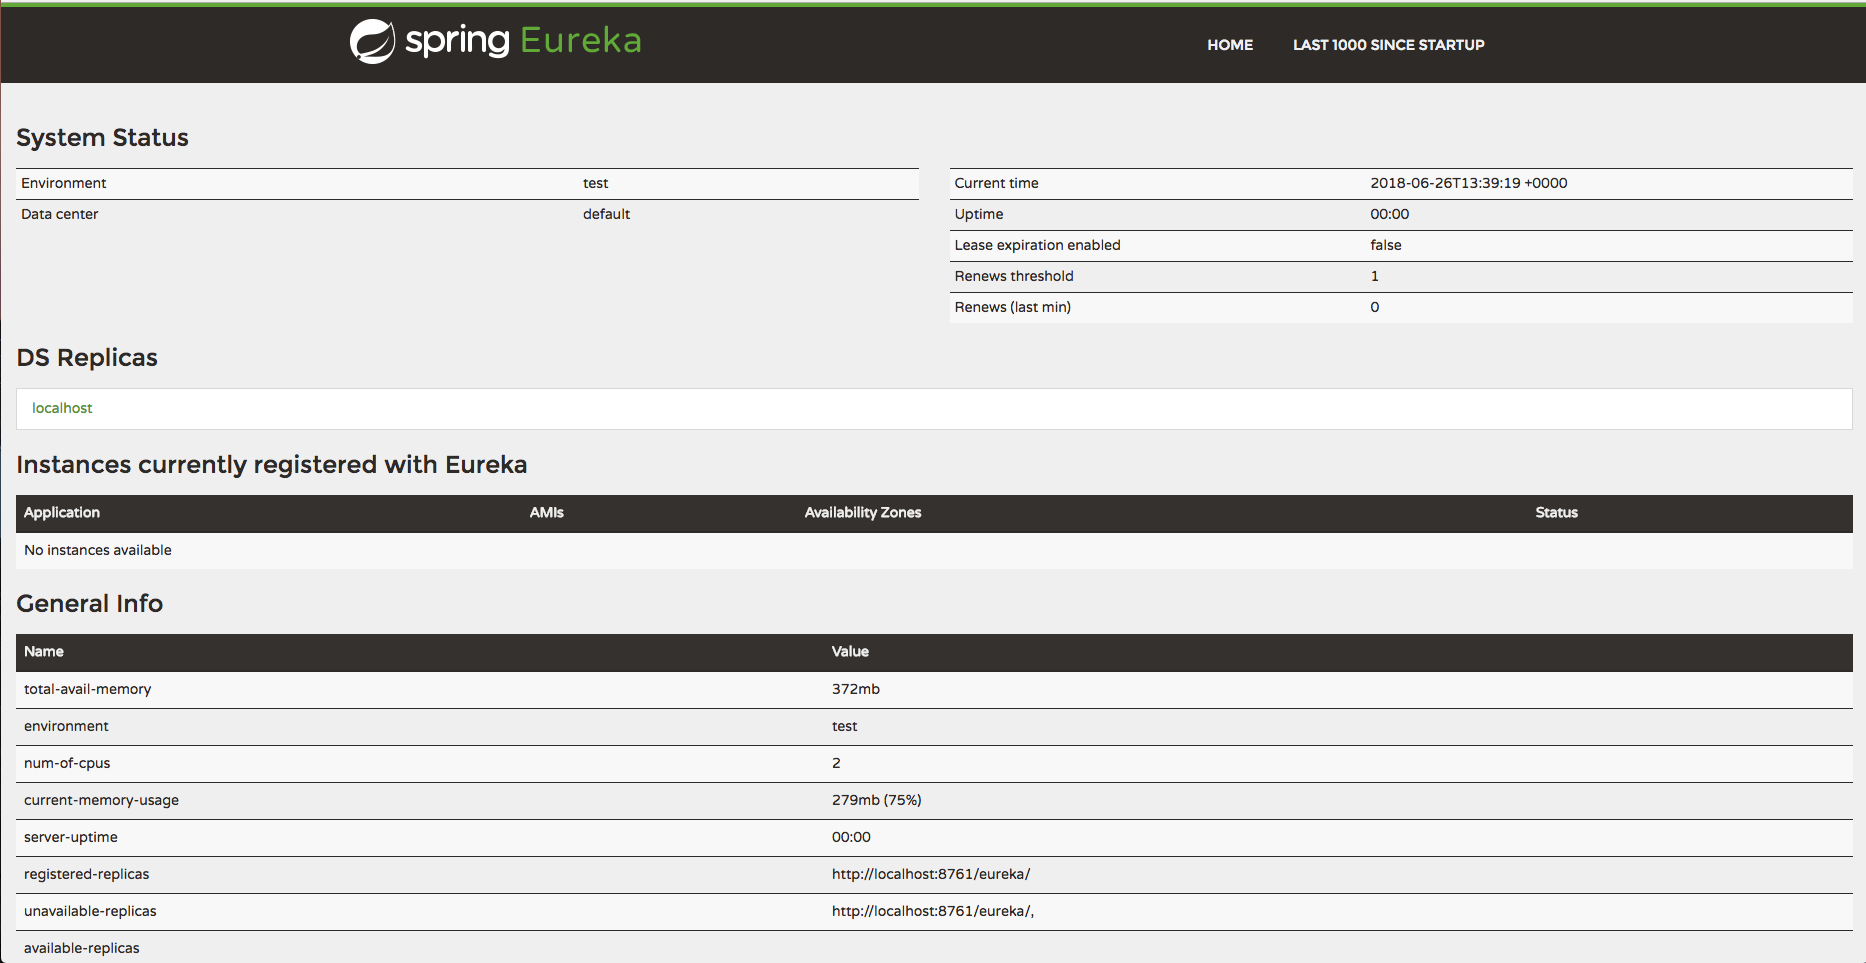 spring Eureka
HOME LAST 1000 SINCE STARTUP
System Status
Environment test
Data center default
Current time 2018-06-26T13:39:19 +0000
Uptime 00:00
Lease expiration enabled false
Renews threshold 1
Renews (last min) 0
DS Replicas
localhost
Instances currently registered with Eureka
Application AMIs Availability Zones Status
No instances available
General Info
Name Value
total-avail-memory 372mb
environment test
num-of-cpus 2
current-memory-usage 279mb (75%)
server-uptime 00:00
registered-replicas http://localhost:8761/eureka/
unavailable-replicas http://localhost:8761/eureka/,
available-replicas